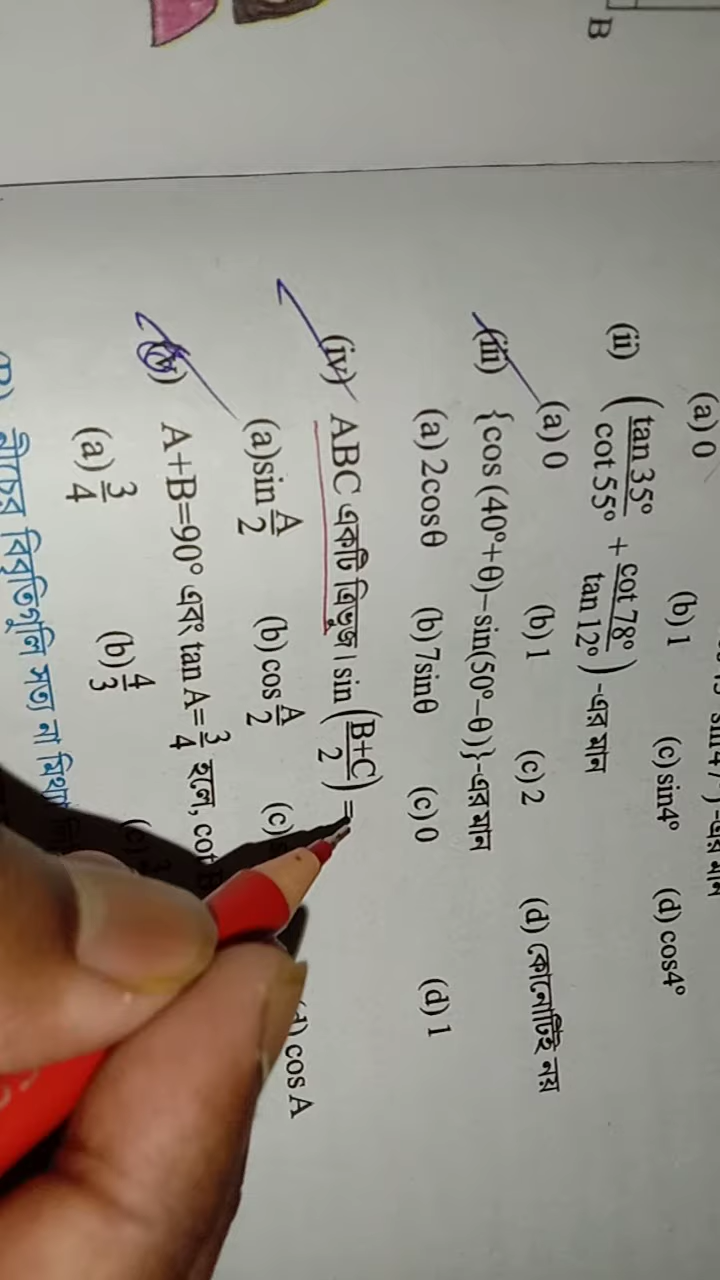 B
sin47°)-এর মান
(a) 0 (b) 1 (c) sin4° (d) cos4°
(ii) (tan 35°/cot 55° + cot 78°/tan 12°)-এর মান
(a) 0 (b) 1 (c) 2 (d) কোনোটিই নয়
(iii) {cos (40°+θ)–sin(50°–θ)}-এর মান
(a) 2cosθ (b) 7sinθ (c) 0 (d) 1
(iv) ABC একটি ত্রিভুজ। sin (B+C/2) =
(a)sin A/2 (b) cos A/2 (c) (d) cos A
(v) A+B=90° এবং tan A= 3/4 হলে, cot B
(a) 3/4 (b) 4/3
নীচের বিবৃতিগুলি সত্য না মিথ্যা